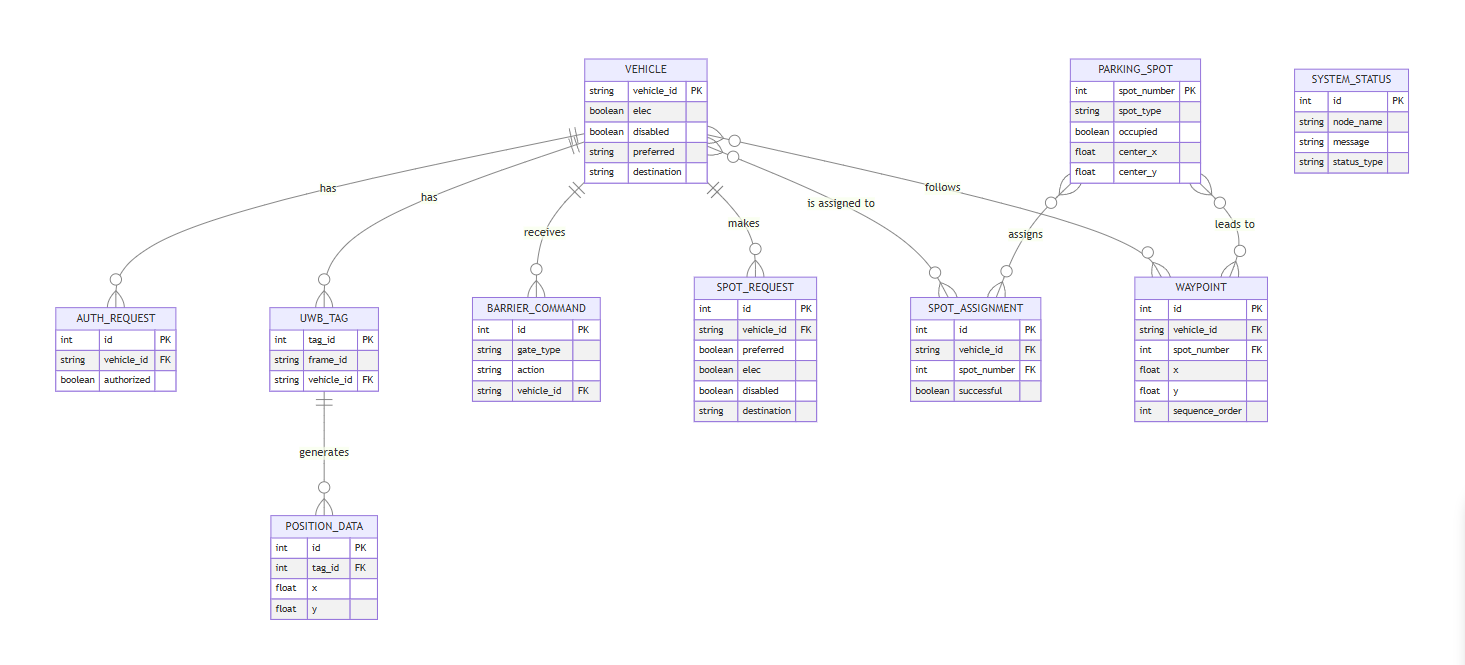 VEHICLE
string vehicle_id PK
boolean elec
boolean disabled
string preferred
string destination
PARKING_SPOT
int spot_number PK
string spot_type
boolean occupied
float center_x
float center_y
SYSTEM_STATUS
int id PK
string node_name
string message
string status_type
has
has
receives
makes
is assigned to
follows
assigns
leads to
AUTH_REQUEST
int id PK
string vehicle_id FK
boolean authorized
UWB_TAG
int tag_id PK
string frame_id
string vehicle_id FK
BARRIER_COMMAND
int id PK
string gate_type
string action
string vehicle_id FK
SPOT_REQUEST
int id PK
string vehicle_id FK
boolean preferred
boolean elec
boolean disabled
string destination
SPOT_ASSIGNMENT
int id PK
string vehicle_id FK
int spot_number FK
boolean successful
WAYPOINT
int id PK
string vehicle_id FK
int spot_number FK
float x
float y
int sequence_order
generates
POSITION_DATA
int id PK
int tag_id FK
float x
float y